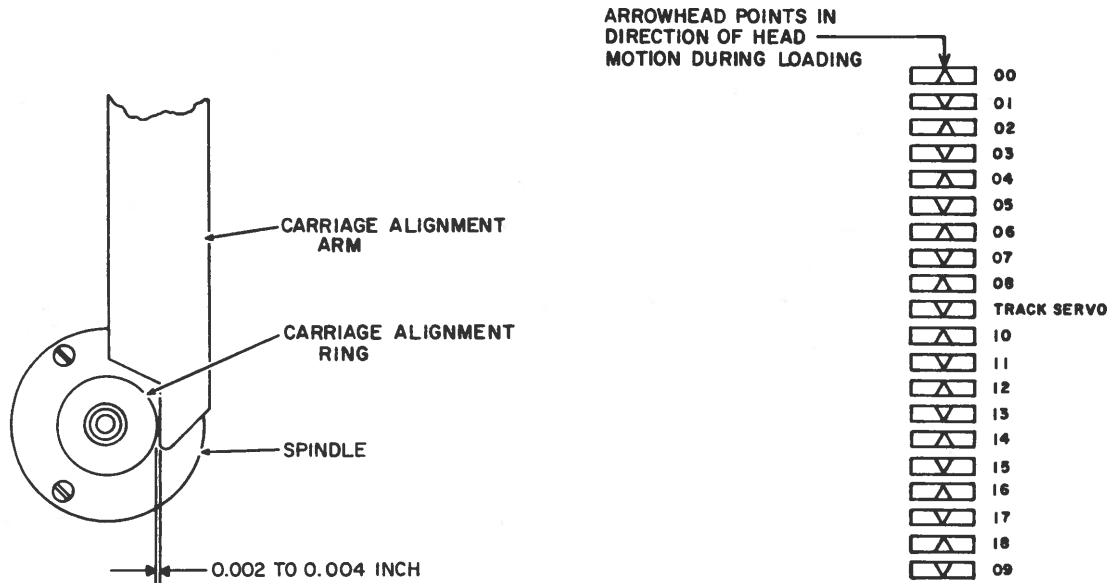 ARROWHEAD POINTS IN
DIRECTION OF HEAD
MOTION DURING LOADING
00
01
02
03
04
05
06
07
08
TRACK SERVO
10
11
12
13
14
15
16
17
18
09
CARRIAGE ALIGNMENT
ARM
CARRIAGE ALIGNMENT
RING
SPINDLE
0.002 TO 0.004 INCH